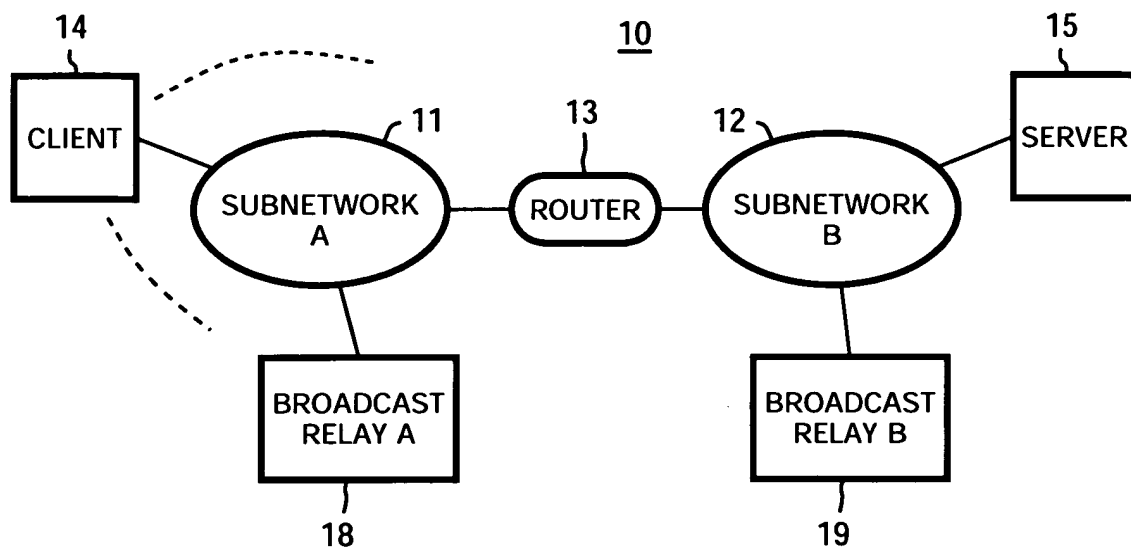 14
10
15
CLIENT
11
13
12
SERVER
SUBNETWORK
A
ROUTER
SUBNETWORK
B
BROADCAST
RELAY A
BROADCAST
RELAY B
18
19